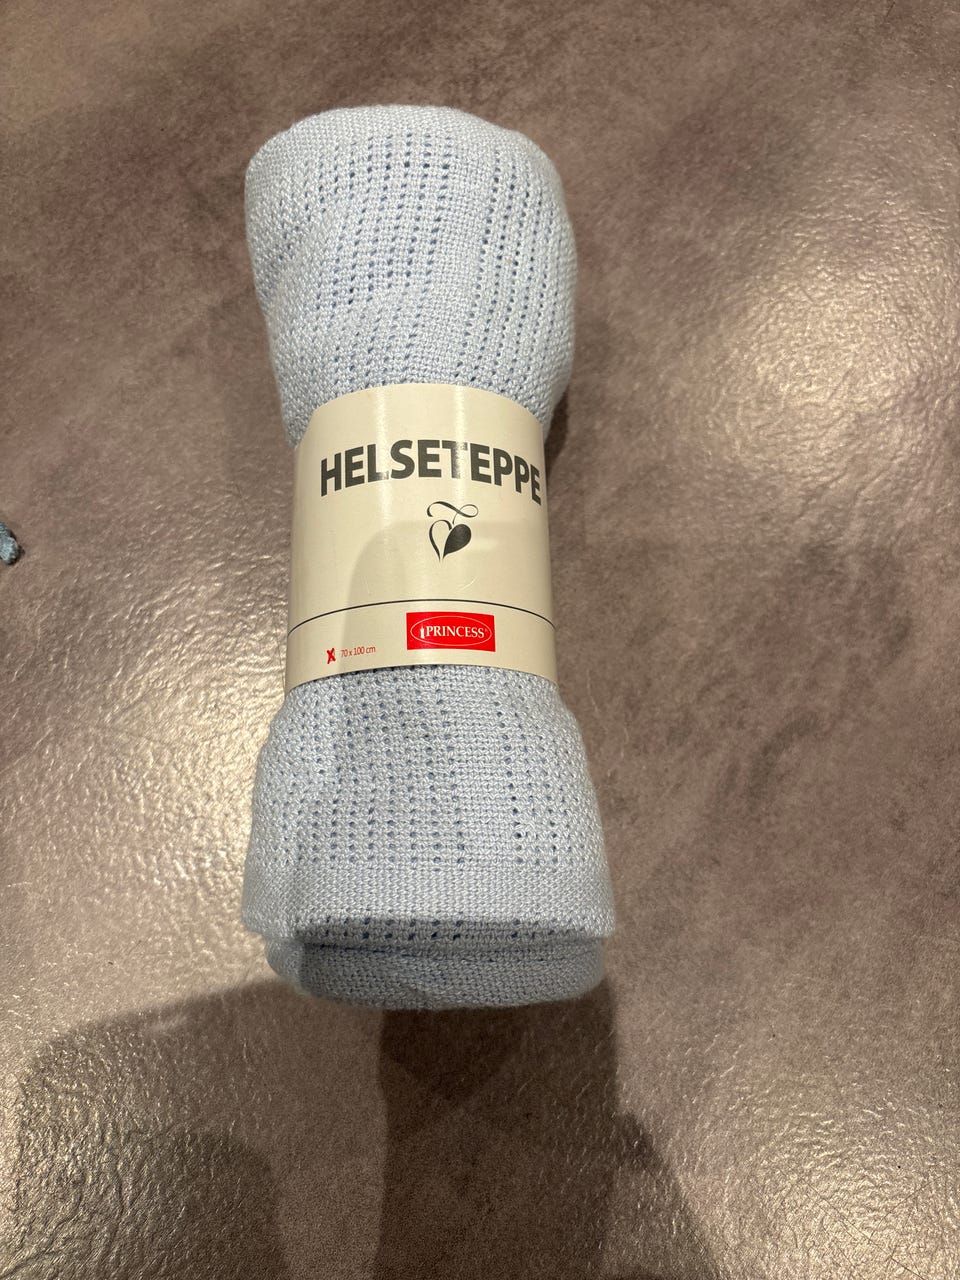 HELSETEPPE
PRINCESS®
X 70 x 100 cm